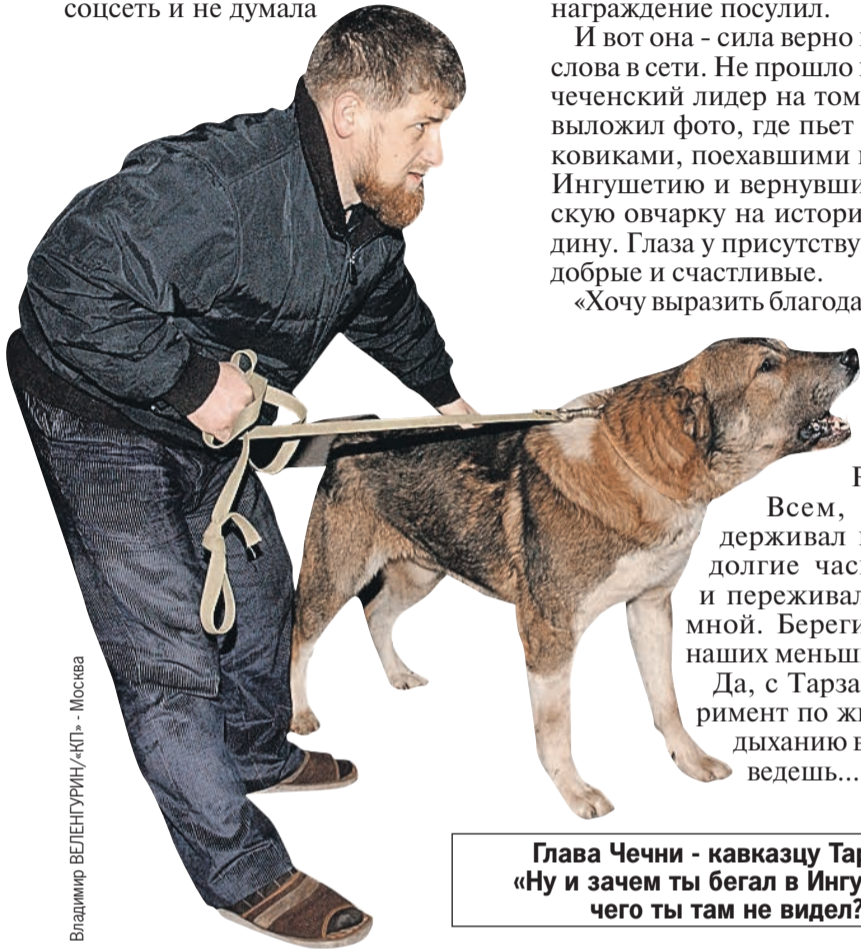 соцсеть и не думала
награждение посулил.
И вот она - сила верно
слова в сети. Не прошло
чеченский лидер на том
выложил фото, где пьет
ковиками, поехавшими
Ингушетию и вернувши
скую овчарку на истори
дину. Глаза у присутству
добрые и счастливые.
«Хочу выразить благода
Всем,
держивал
долгие час
и переживал
мной. Береги
наших меньш
Да, с Тарза
римент по жи
дыханию в
ведешь...
Владимир ВЕЛЕНГУРИН/«КП» - Москва
Глава Чечни - кавказцу Тар
«Ну и зачем ты бегал в Ингу
чего ты там не видел?